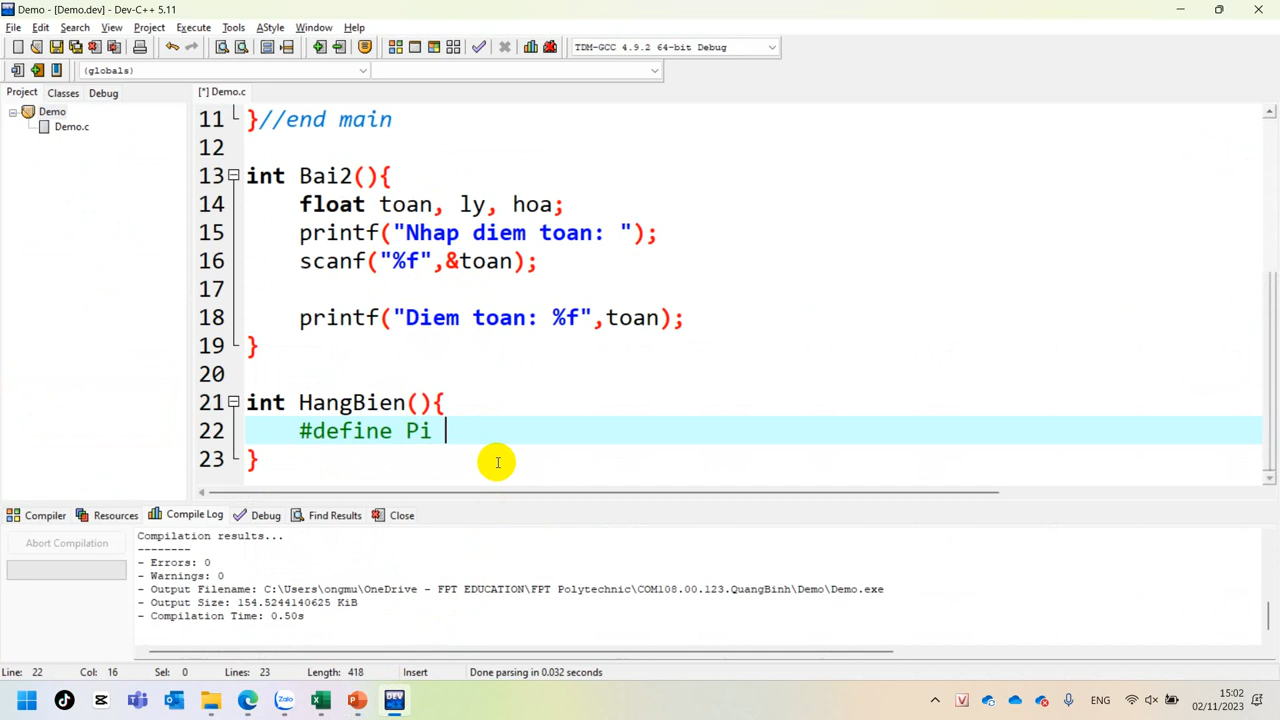 Demo - [Demo.dev] - Dev-C++ 5.11
File Edit Search View Project Execute Tools AStyle Window Help
TDM-GCC 4.9.2 64-bit Debug
(globals)
Project Classes Debug
[*] Demo.c
Demo
Demo.c
11 }//end main
12
13 int Bai2(){
14 float toan, ly, hoa;
15 printf("Nhap diem toan: ");
16 scanf("%f",&toan);
17
18 printf("Diem toan: %f",toan);
19 }
20
21 int HangBien(){
22 #define Pi
23 }
Compiler Resources Compile Log Debug Find Results Close
Abort Compilation
Compilation results...
--------
- Errors: 0
- Warnings: 0
- Output Filename: C:\Users\ongmu\OneDrive - FPT EDUCATION\FPT Polytechnic\COM108.00.123.QuangBinh\Demo\Demo.exe
- Output Size: 154.5244140625 KiB
- Compilation Time: 0.50s
Line: 22 Col: 16 Sel: 0 Lines: 23 Length: 418 Insert Done parsing in 0.032 seconds
ENG
15:02
02/11/2023